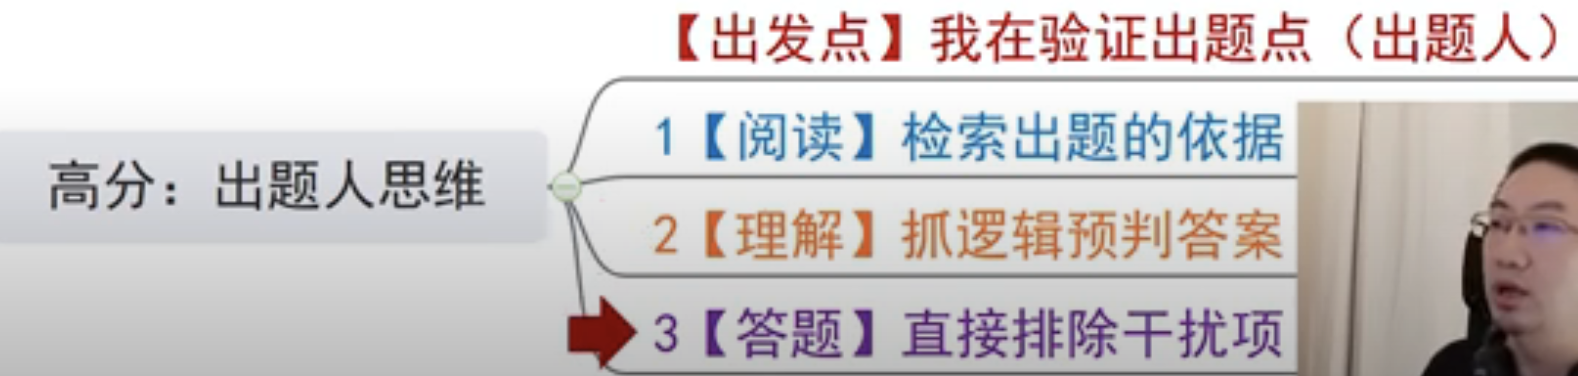 【出发点】我在验证出题点（出题人）
高分：出题人思维
1【阅读】检索出题的依据
2【理解】抓逻辑预判答案
3【答题】直接排除干扰项